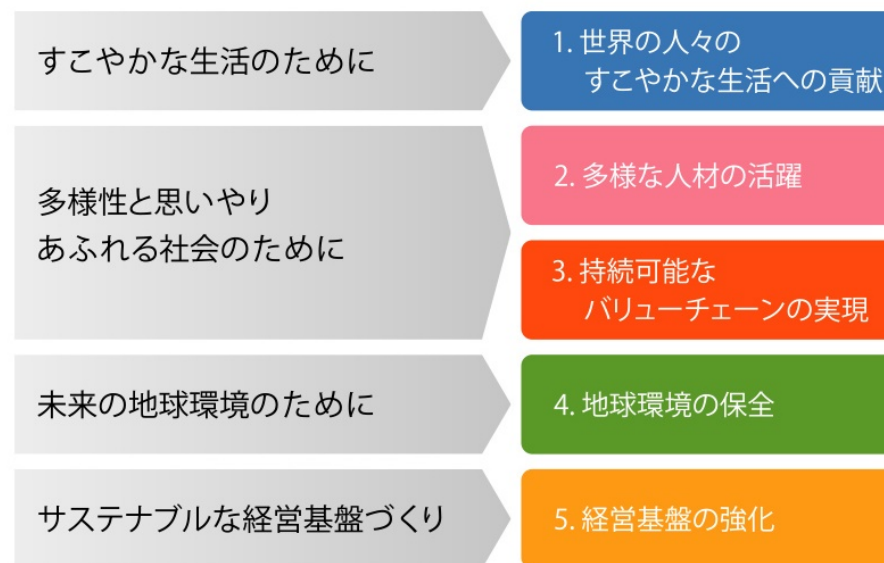 すこやかな生活のために
1. 世界の人々の
すこやかな生活への貢献
多様性と思いやり
あふれる社会のために
2. 多様な人材の活躍
3. 持続可能な
バリューチェーンの実現
未来の地球環境のために
4. 地球環境の保全
サステナブルな経営基盤づくり
5. 経営基盤の強化